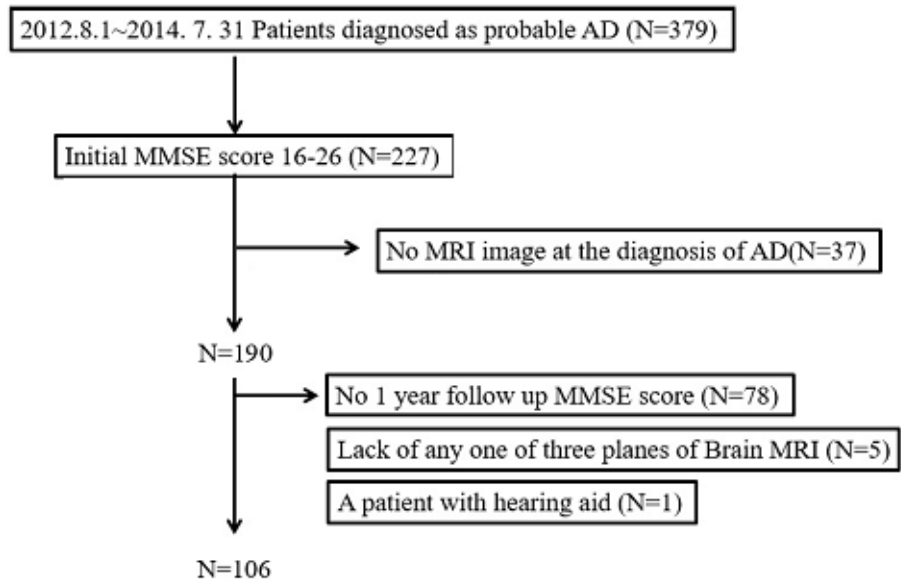 2012.8.1~2014. 7. 31 Patients diagnosed as probable AD (N=379)
Initial MMSE score 16-26 (N=227)
No MRI image at the diagnosis of AD(N=37)
N=190
No 1 year follow up MMSE score (N=78)
Lack of any one of three planes of Brain MRI (N=5)
A patient with hearing aid (N=1)
N=106